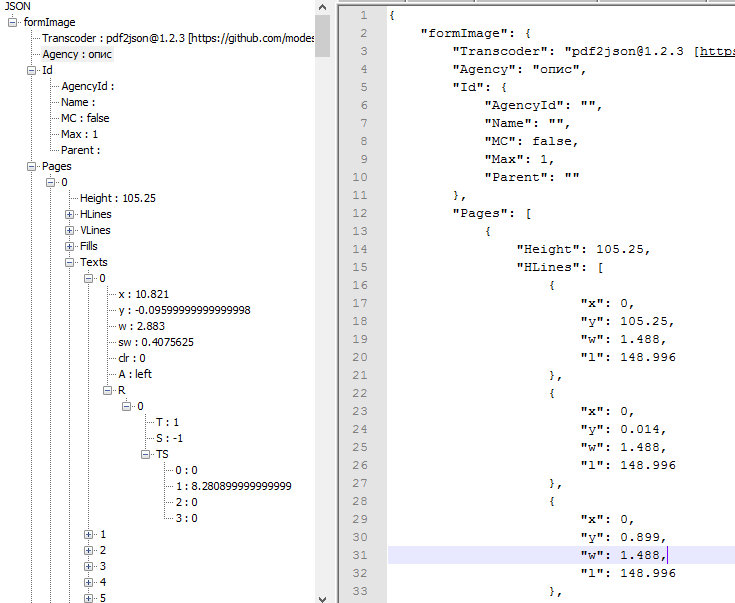 JSON
formImage
Transcoder : pdf2json@1.2.3 [https://github.com/modes
Agency : опис
Id
AgencyId :
Name :
MC : false
Max : 1
Parent :
Pages
0
Height : 105.25
HLines
VLines
Fills
Texts
0
x : 10.821
y : -0.09599999999999998
w : 2.883
sw : 0.4075625
clr : 0
A : left
R
0
T : 1
S : -1
TS
0 : 0
1 : 8.280899999999999
2 : 0
3 : 0
1
2
3
4
5
1 {
2 "formImage": {
3 "Transcoder": "pdf2json@1.2.3 [https
4 "Agency": "опис",
5 "Id": {
6 "AgencyId": "",
7 "Name": "",
8 "MC": false,
9 "Max": 1,
10 "Parent": ""
11 },
12 "Pages": [
13 {
14 "Height": 105.25,
15 "HLines": [
16 {
17 "x": 0,
18 "y": 105.25,
19 "w": 1.488,
20 "l": 148.996
21 },
22 {
23 "x": 0,
24 "y": 0.014,
25 "w": 1.488,
26 "l": 148.996
27 },
28 {
29 "x": 0,
30 "y": 0.899,
31 "w": 1.488,
32 "l": 148.996
33 },